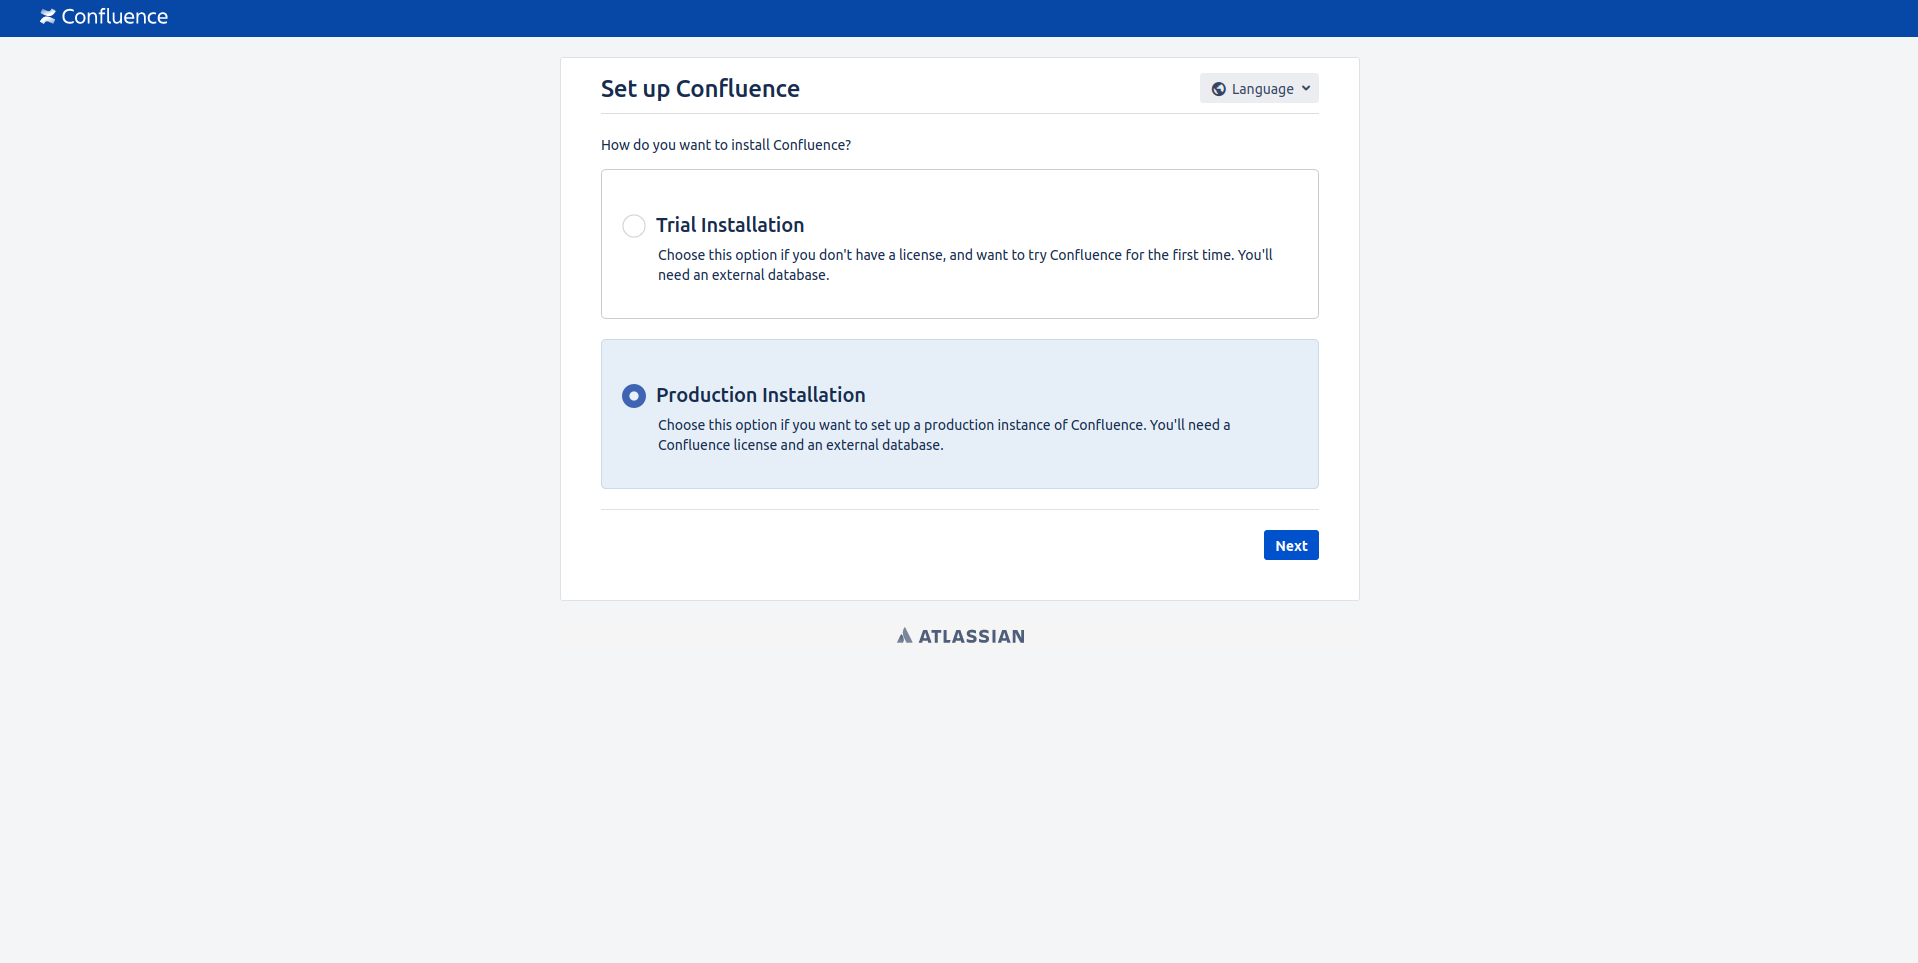 Confluence
Set up Confluence
Language
How do you want to install Confluence?
Trial Installation
Choose this option if you don't have a license, and want to try Confluence for the first time. You'll
need an external database.
Production Installation
Choose this option if you want to set up a production instance of Confluence. You'll need a
Confluence license and an external database.
Next
ATLASSIAN